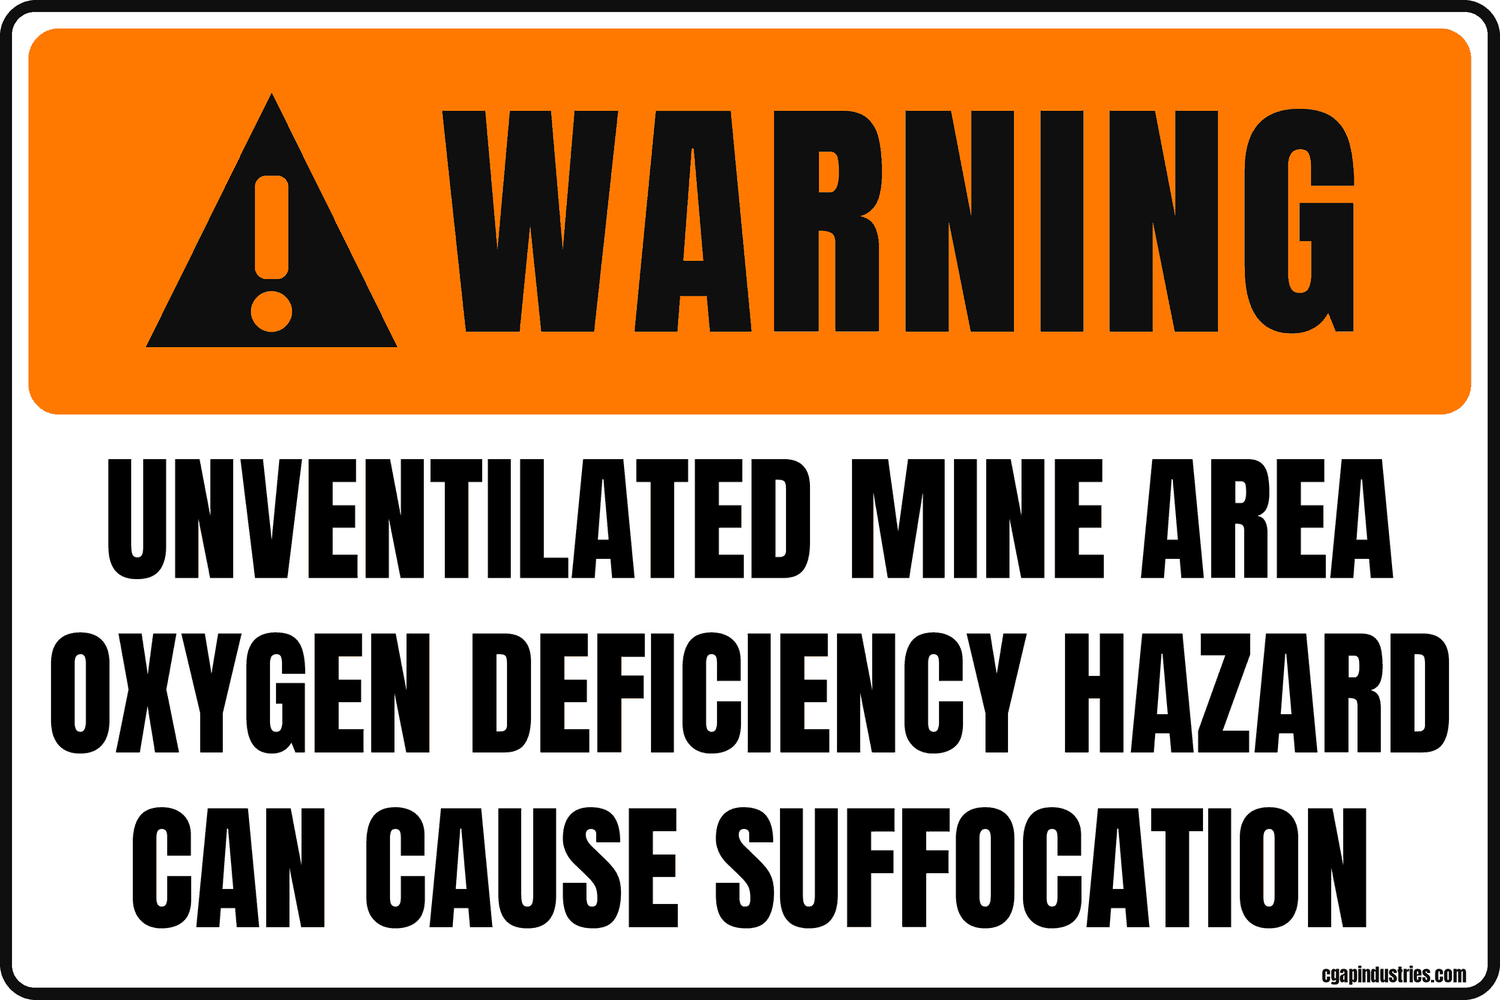 WARNING
UNVENTILATED MINE AREA
OXYGEN DEFICIENCY HAZARD
CAN CAUSE SUFFOCATION
cgapindustries.com